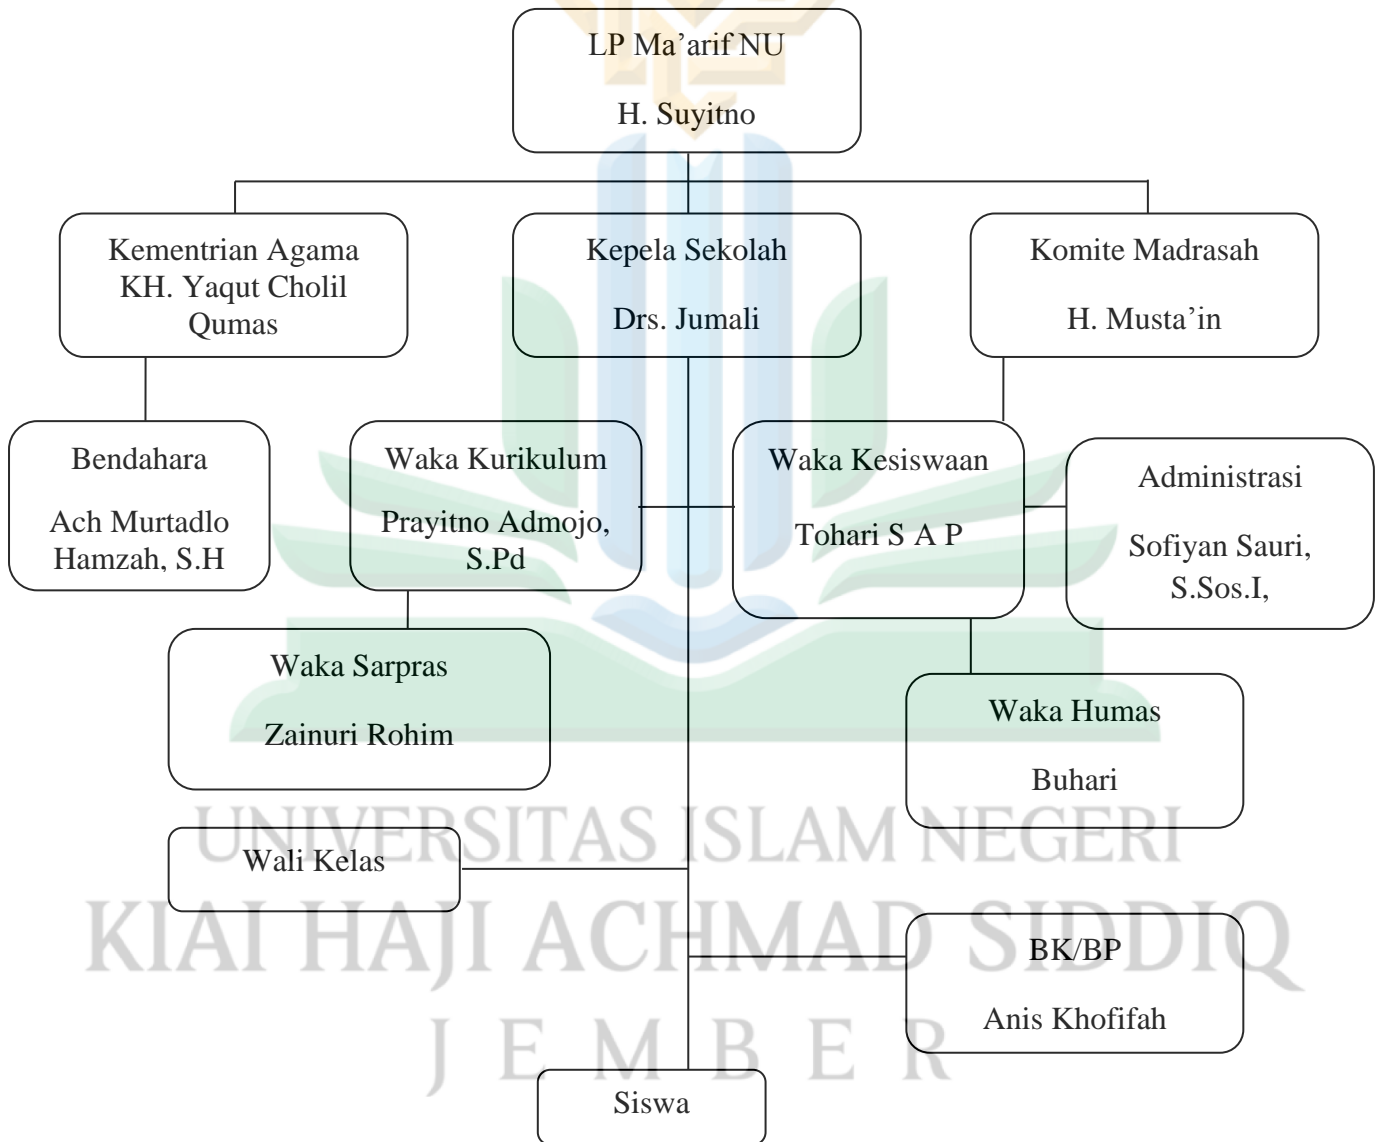 LP Ma’arif NU
H. Suyitno
Kementrian Agama
KH. Yaqut Cholil
Qumas
Kepela Sekolah
Drs. Jumali
Komite Madrasah
H. Musta’in
Bendahara
Ach Murtadlo
Hamzah, S.H
Waka Kurikulum
Prayitno Admojo,
S.Pd
Waka Kesiswaan
Tohari S A P
Administrasi
Sofiyan Sauri,
S.Sos.I,
Waka Sarpras
Zainuri Rohim
Waka Humas
Buhari
UNIVERSITAS ISLAM NEGERI
Wali Kelas
KIAI HAJI ACHMAD SIDDIQ
BK/BP
Anis Khofifah
JEMBER
Siswa